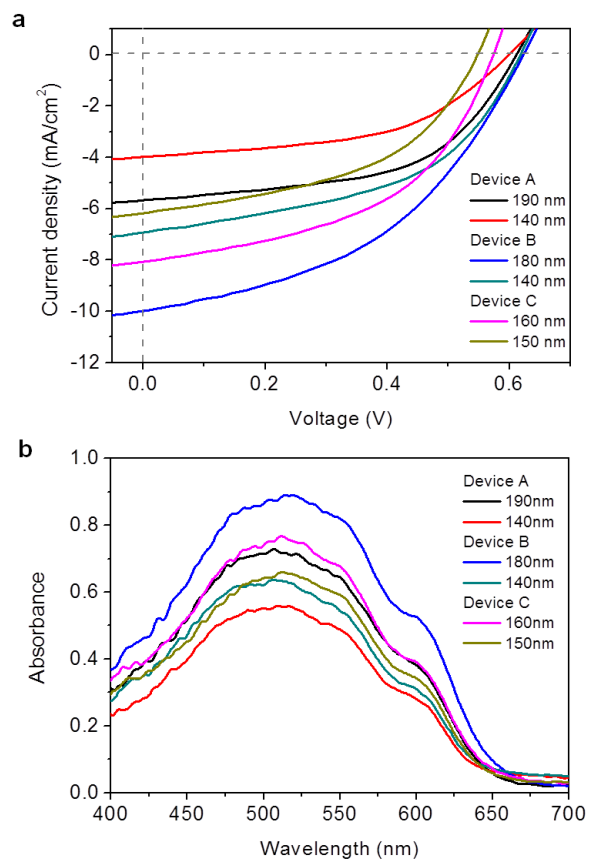 a
0
-2
-4
-6
-8
-10
-12
Current density (mA/cm²)
Device A
190 nm
140 nm
Device B
180 nm
140 nm
Device C
160 nm
150 nm
0.0
0.2
0.4
0.6
Voltage (V)
b
1.0
0.8
0.6
0.4
0.2
0.0
Absorbance
Device A
190nm
140nm
Device B
180nm
140nm
Device C
160nm
150nm
400
450
500
550
600
650
700
Wavelength (nm)